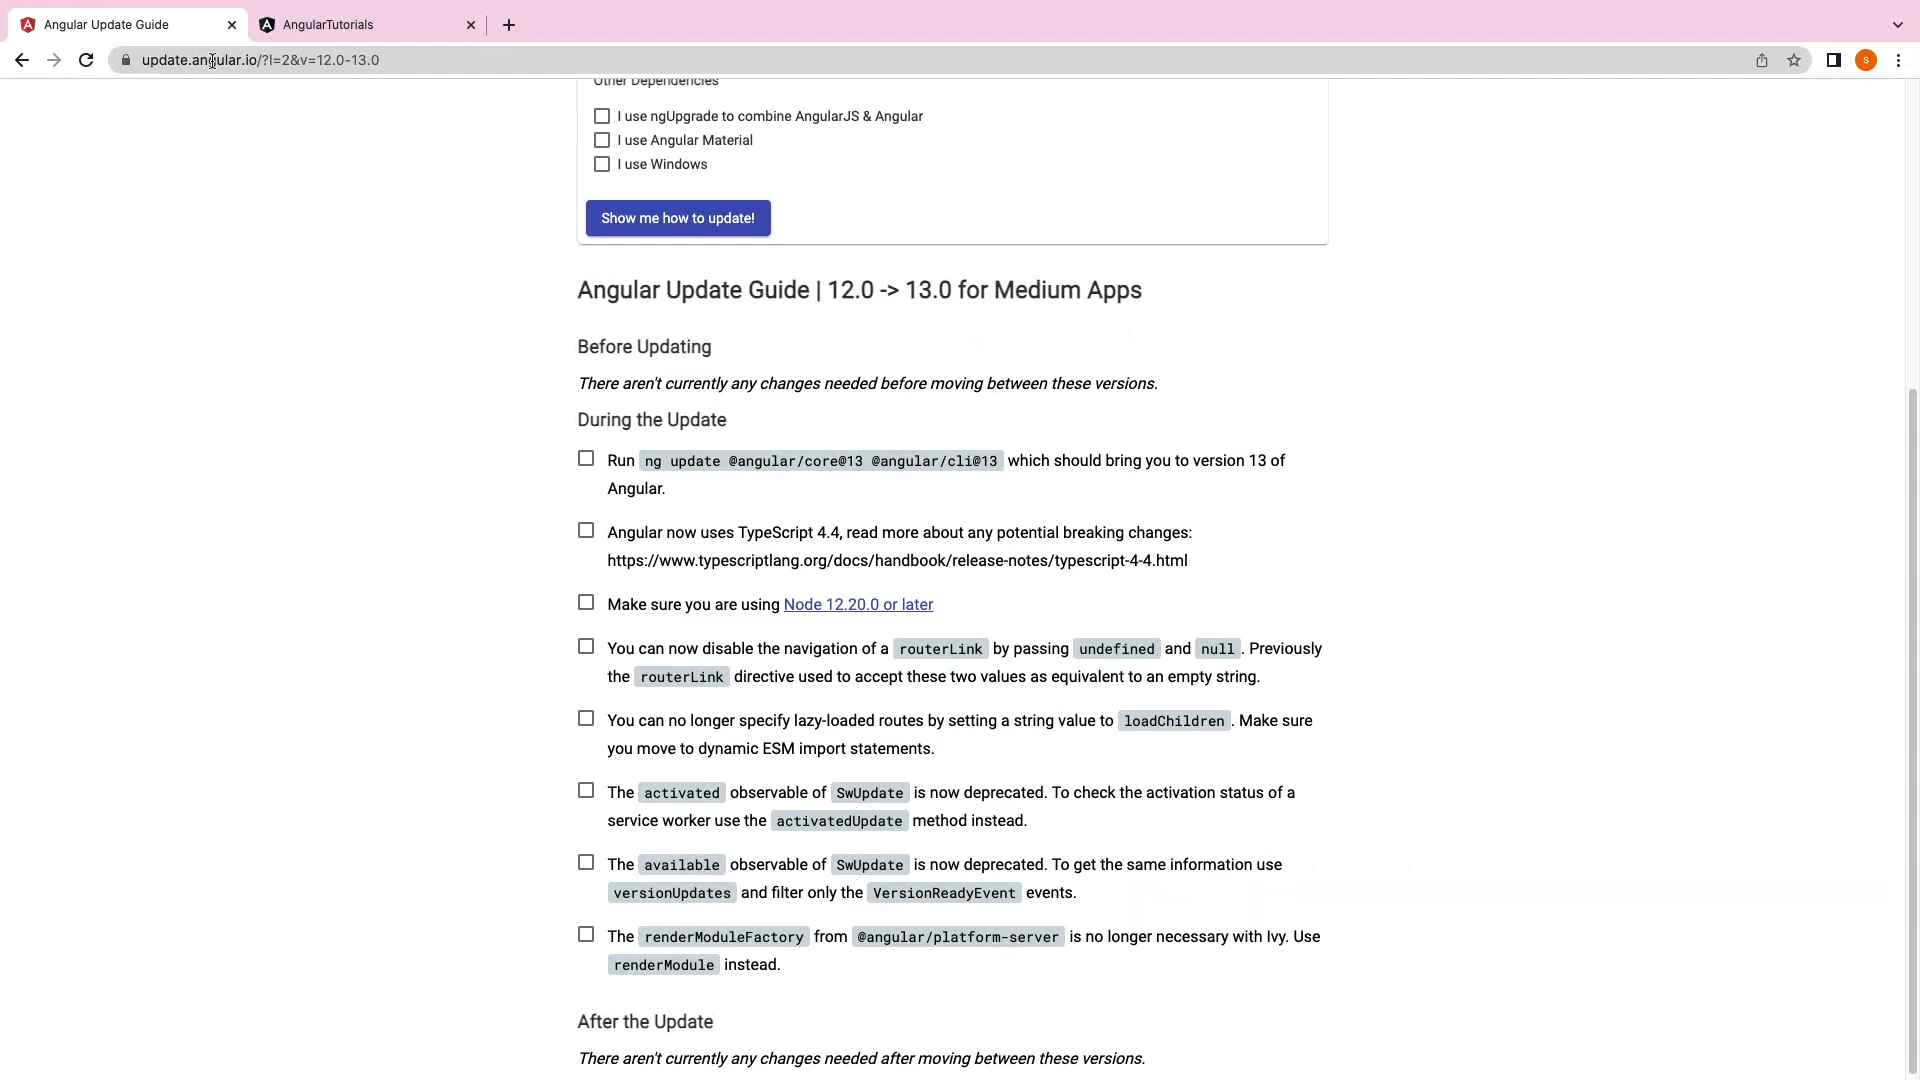 Angular Update Guide
AngularTutorials
update.angular.io/?l=2&v=12.0-13.0
S
Other Dependencies
I use ngUpgrade to combine AngularJS & Angular
I use Angular Material
I use Windows
Show me how to update!
Angular Update Guide | 12.0 -> 13.0 for Medium Apps
Before Updating
There aren't currently any changes needed before moving between these versions.
During the Update
Run ng update @angular/core@13 @angular/cli@13 which should bring you to version 13 of
Angular.
Angular now uses TypeScript 4.4, read more about any potential breaking changes:
https://www.typescriptlang.org/docs/handbook/release-notes/typescript-4-4.html
Make sure you are using Node 12.20.0 or later
You can now disable the navigation of a routerLink by passing undefined and null. Previously
the routerLink directive used to accept these two values as equivalent to an empty string.
You can no longer specify lazy-loaded routes by setting a string value to loadChildren. Make sure
you move to dynamic ESM import statements.
The activated observable of SwUpdate is now deprecated. To check the activation status of a
service worker use the activatedUpdate method instead.
The available observable of SwUpdate is now deprecated. To get the same information use
versionUpdates and filter only the VersionReadyEvent events.
The renderModuleFactory from @angular/platform-server is no longer necessary with Ivy. Use
renderModule instead.
After the Update
There aren't currently any changes needed after moving between these versions.